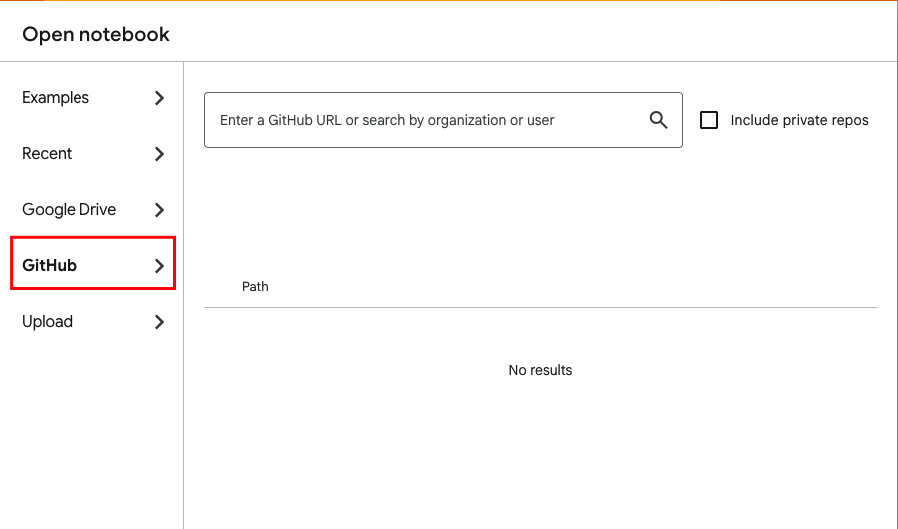 Open notebook
Examples
Recent
Google Drive
GitHub
Upload
Enter a GitHub URL or search by organization or user
Include private repos
Path
No results